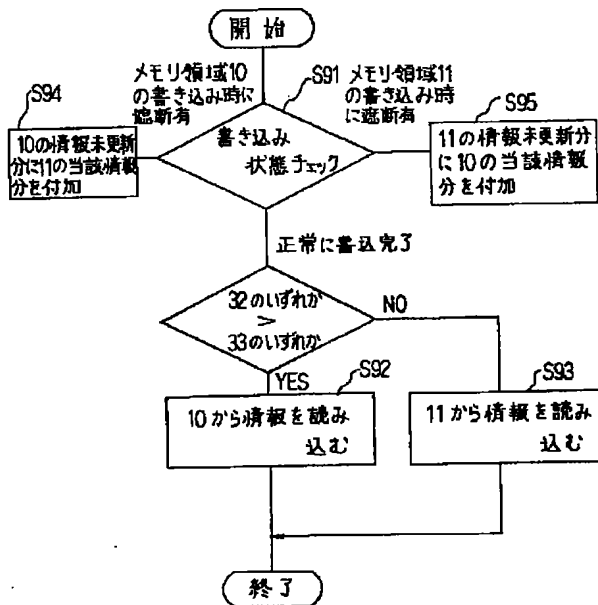 開始
メモリ領域10
の書き込み時に
遮断有
S91
メモリ領域11
の書き込み時
に遮断有
S94
10の情報未更新
分に11の当該情報
分を付加
書き込み
状態チェック
S95
11の情報未更新分
に10の当該情報
分を付加
正常に書込完了
32のいずれか
>
33のいずれか
NO
YES
S92
10から情報を読み
込む
S93
11から情報を読み
込む
終了